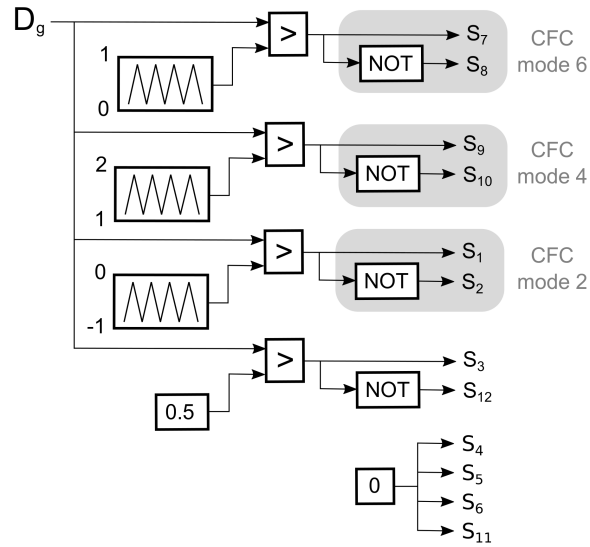 D_g
>
S_7
CFC
mode 6
1
NOT
S_8
0
>
S_9
CFC
mode 4
2
NOT
S_10
1
>
S_1
CFC
mode 2
0
NOT
S_2
-1
>
S_3
0.5
NOT
S_12
0
S_4
S_5
S_6
S_11